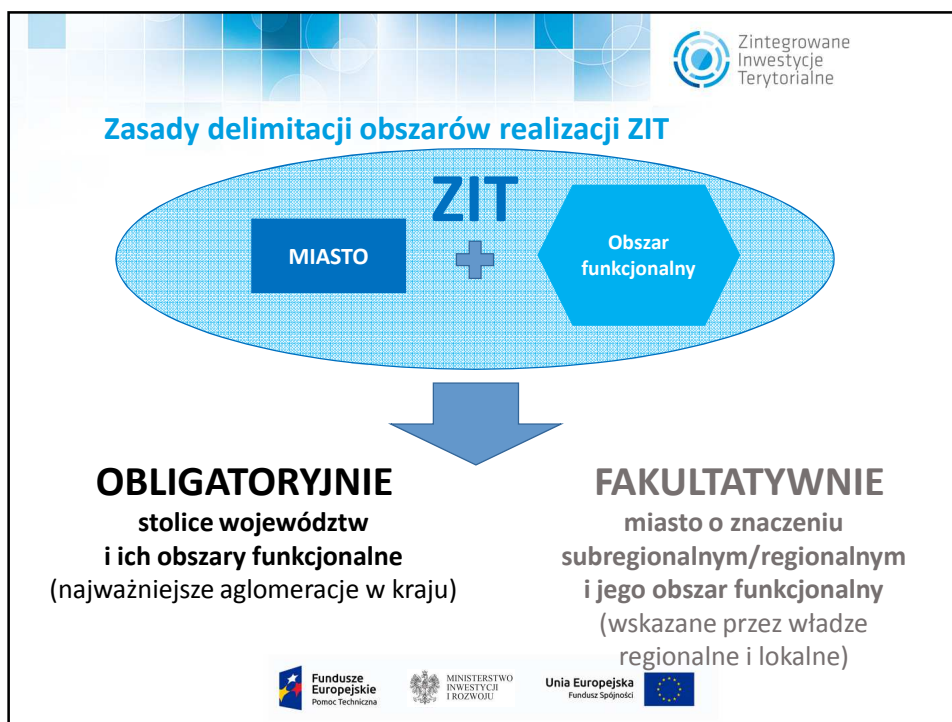 Zintegrowane
Inwestycje
Terytorialne
Zasady delimitacji obszarów realizacji ZIT
ZIT
MIASTO
Obszar
funkcjonalny
OBLIGATORYJNIE
stolice województw
i ich obszary funkcjonalne
(najważniejsze aglomeracje w kraju)
FAKULTATYWNIE
miasto o znaczeniu
subregionalnym/regionalnym
i jego obszar funkcjonalny
(wskazane przez władze
regionalne i lokalne)
Fundusze
Europejskie
Pomoc Techniczna
MINISTERSTWO
INWESTYCJI
I ROZWOJU
Unia Europejska
Fundusz Spójności